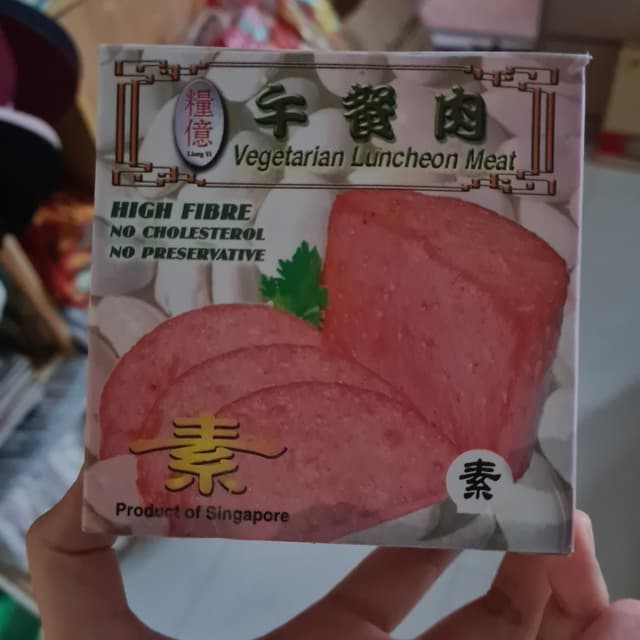 糧億
Liang Yi
午餐肉
Vegetarian Luncheon Meat
HIGH FIBRE
NO CHOLESTEROL
NO PRESERVATIVE
素
Product of Singapore
素